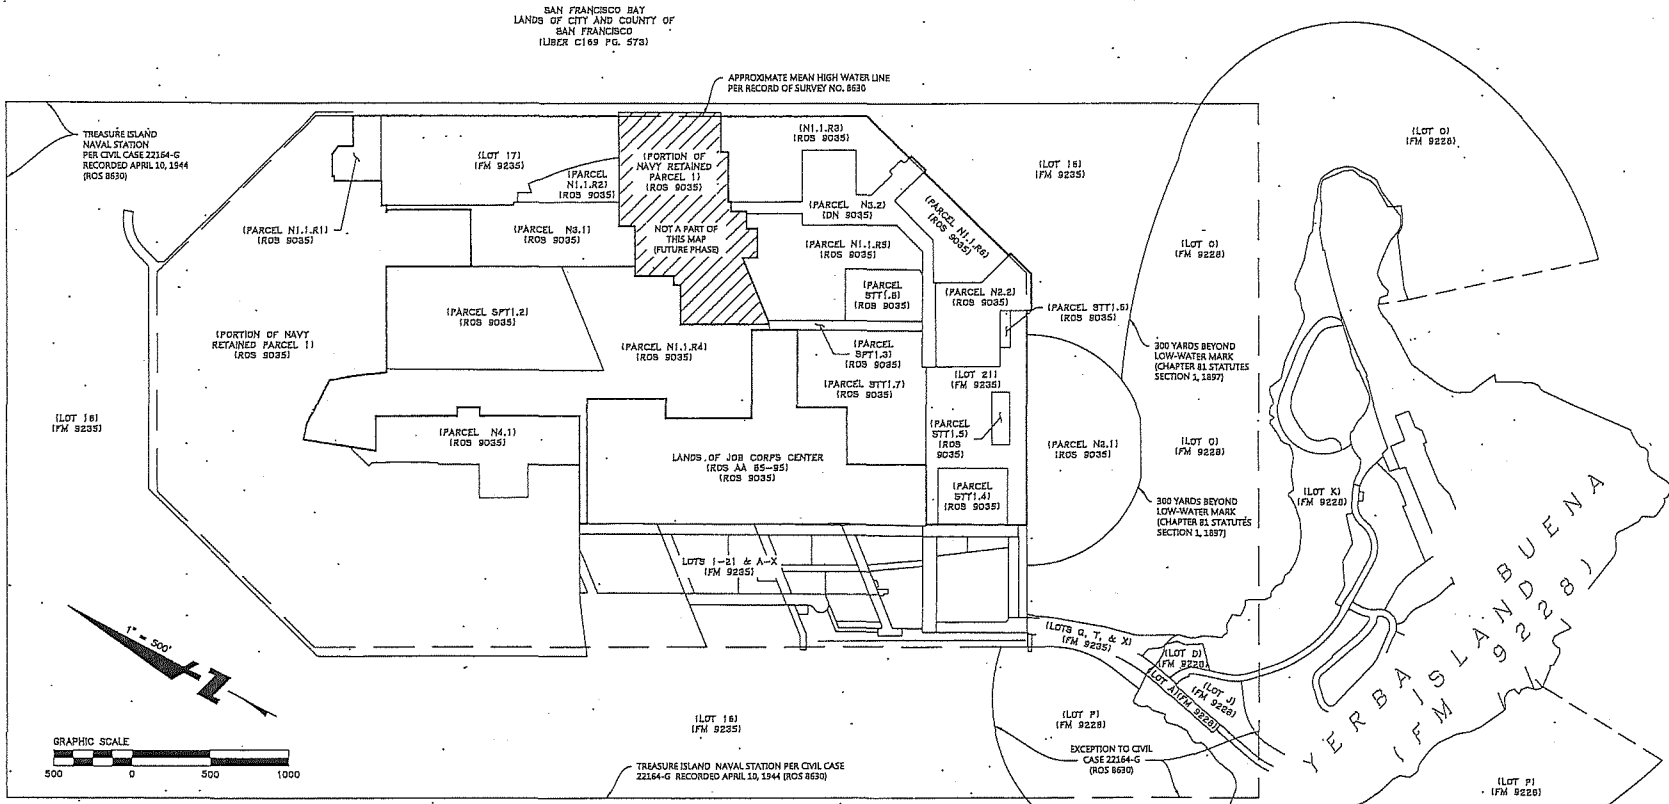 SAN FRANCISCO BAY
LANDS OF CITY AND COUNTY OF
SAN FRANCISCO
(LIBER C169 PG. 573)
APPROXIMATE MEAN HIGH WATER LINE
PER RECORD OF SURVEY NO. 8630
TREASURE ISLAND
NAVAL STATION
PER CIVIL CASE 22164-G
RECORDED APRIL 10, 1944
(ROS 8630)
(LOT 17)
(FM 9235)
(PARCEL
N1.1.R2)
(ROS 9035)
(PORTION OF
NAVY RETAINED
PARCEL 1)
(ROS 9035)
NOT A PART OF
THIS MAP
(FUTURE PHASE)
(N1.1.R3)
(ROS 9035)
(LOT 16)
(FM 9235)
(LOT O)
(FM 9228)
(PARCEL N1.1.R1)
(ROS 9035)
(PARCEL N3.1)
(ROS 9035)
(PARCEL N3.2)
(DN 9035)
(PARCEL N1.1.R6)
(ROS 9035)
(PARCEL N1.1.R5)
(ROS 9035)
(LOT O)
(FM 9228)
(PARCEL
STT1.8)
(ROS 9035)
(PARCEL N2.2)
(ROS 9035)
(PARCEL STT1.6)
(ROS 9035)
(PARCEL SPT1.2)
(ROS 9035)
(PORTION OF NAVY
RETAINED PARCEL 1)
(ROS 9035)
(PARCEL N1.1.R4)
(ROS 9035)
(PARCEL
SPT1.3)
(ROS 9035)
300 YARDS BEYOND
LOW-WATER MARK
(CHAPTER 81 STATUTES
SECTION 1, 1897)
(PARCEL STT1.7)
(ROS 9035)
(LOT 21)
(FM 9235)
(LOT 16)
(FM 9235)
(PARCEL N4.1)
(ROS 9035)
(PARCEL
STT1.5)
(ROS
9035)
(PARCEL N2.1)
(ROS 9035)
(LOT O)
(FM 9228)
LANDS OF JOB CORPS CENTER
(ROS AA 85-95)
(ROS 9035)
(PARCEL
STT1.4)
(ROS 9035)
300 YARDS BEYOND
LOW-WATER MARK
(CHAPTER 81 STATUTES
SECTION 1, 1897)
(LOT K)
(FM 9228)
LOTS 1-21 & A-X
(FM 9235)
(LOTS Q, T, & X)
(FM 9235)
(LOT D)
(FM 9228)
(LOT J)
(FM 9228)
(LOT A)(FM 9228)
YERBA BUENA
ISLAND
(FM 9228)
1" = 500'
(LOT 16)
(FM 9235)
(LOT P)
(FM 9228)
GRAPHIC SCALE
500 0 500 1000
TREASURE ISLAND NAVAL STATION PER CIVIL CASE
22164-G RECORDED APRIL 10, 1944 (ROS 8630)
EXCEPTION TO CIVIL
CASE 22164-G
(ROS 8630)
(LOT P)
(FM 9228)